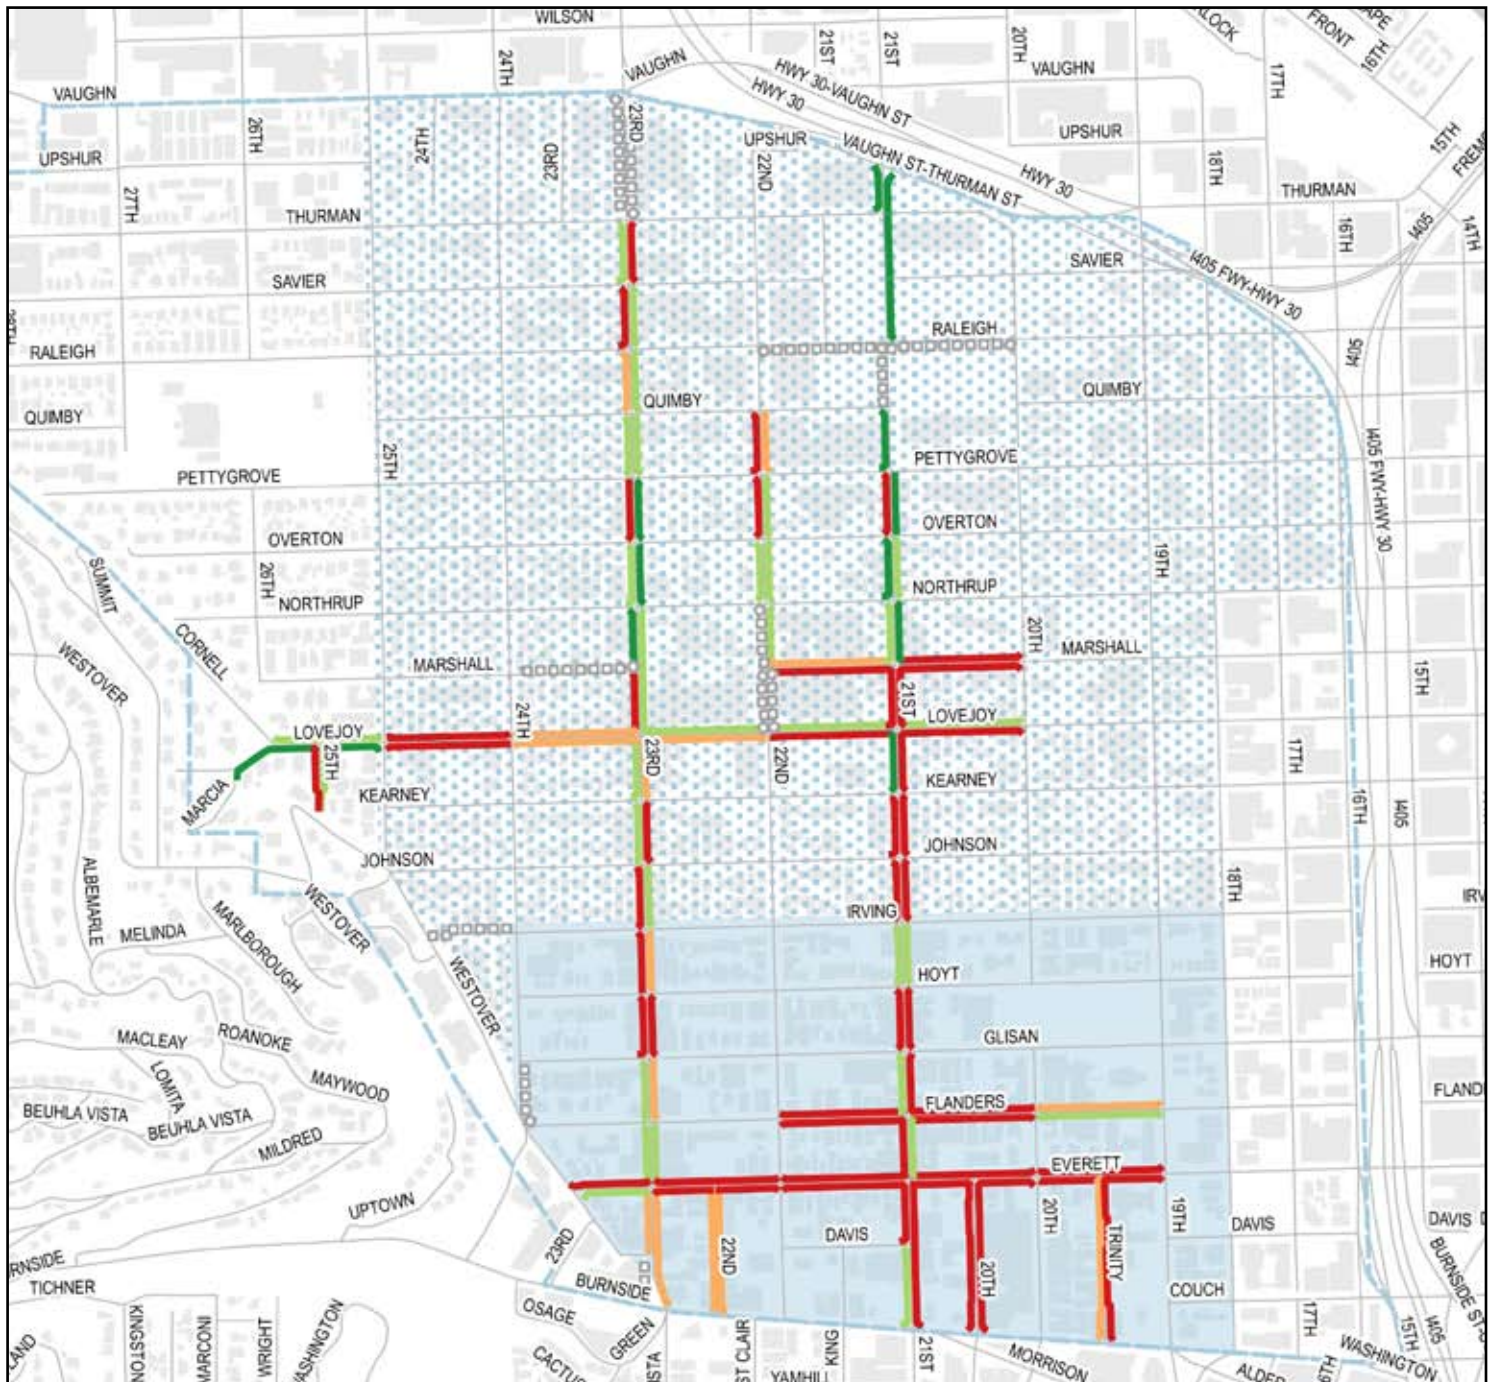 WILSON
21ST
21ST
20TH
BLOCK
FRONT
16TH
24TH
VAUGHN
VAUGHN
17TH
HWY 30-VAUGHN ST
HWY 30
VAUGHN
23RD
26TH
24TH
UPSHUR
UPSHUR
15TH
UPSHUR
23RD
22ND
VAUGHN ST-THURMAN ST
HWY 30
18TH
27TH
THURMAN
THURMAN
16TH
I405
14TH
SAVIER
SAVIER
I405 FWY-HWY 30
RALEIGH
RALEIGH
I405
QUIMBY
QUIMBY
QUIMBY
25TH
PETTYGROVE
PETTYGROVE
I405 FWY-HWY 30
OVERTON
OVERTON
19TH
SUMMIT
26TH
NORTHRUP
NORTHRUP
CORNELL
20TH
MARSHALL
MARSHALL
WESTOVER
15TH
21ST
24TH
LOVEJOY
LOVEJOY
25TH
23RD
22ND
17TH
KEARNEY
KEARNEY
MARCIA
16TH
I405
JOHNSON
JOHNSON
ALBEMARLE
18TH
WESTOVER
IRVING
MARLBOROUGH
MELINDA
HOYT
HOYT
WESTOVER
MACLEAY
ROANOKE
GLISAN
LOMITA
MAYWOOD
FLANDERS
BEUHLA VISTA
BEUHLA VISTA
MILDRED
EVERETT
UPTOWN
20TH
19TH
DAVIS
DAVIS
DAVIS
23RD
22ND
TRINITY
BURNSIDE ST
TICHNER
BURNSIDE
20TH
COUCH
OSAGE
KINGSTON
MARCONI
WRIGHT
GREEN
ST CLAIR
KING
21ST
17TH
15TH
I405
WASHINGTON
MORRISON
YAMHILL